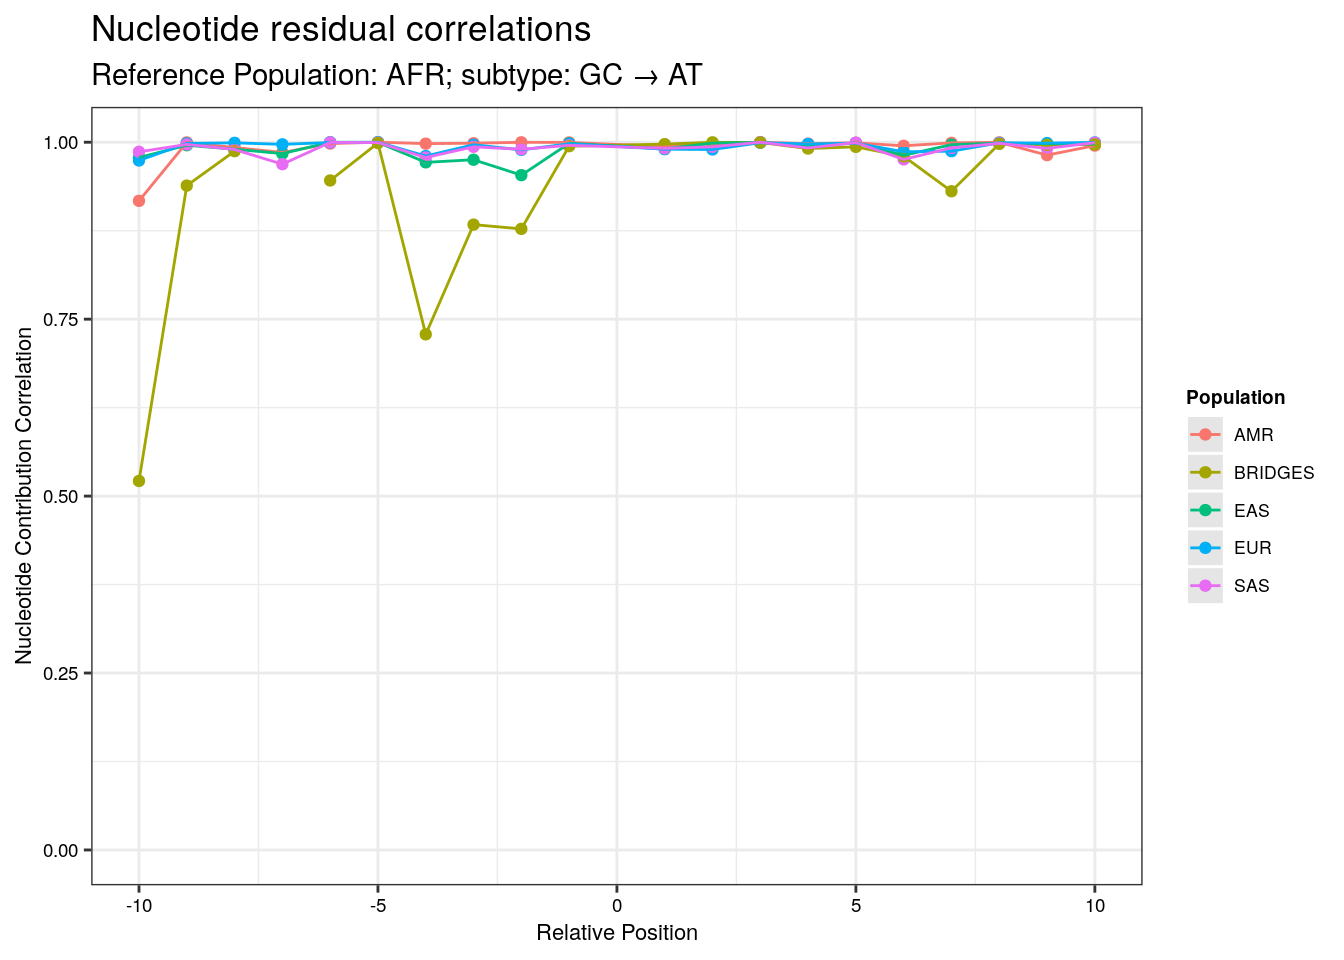 Nucleotide residual correlations
Reference Population: AFR; subtype: GC → AT
Nucleotide Contribution Correlation
1.00
0.75
0.50
0.25
0.00
-10
-5
0
5
10
Relative Position
Population
AMR
BRIDGES
EAS
EUR
SAS